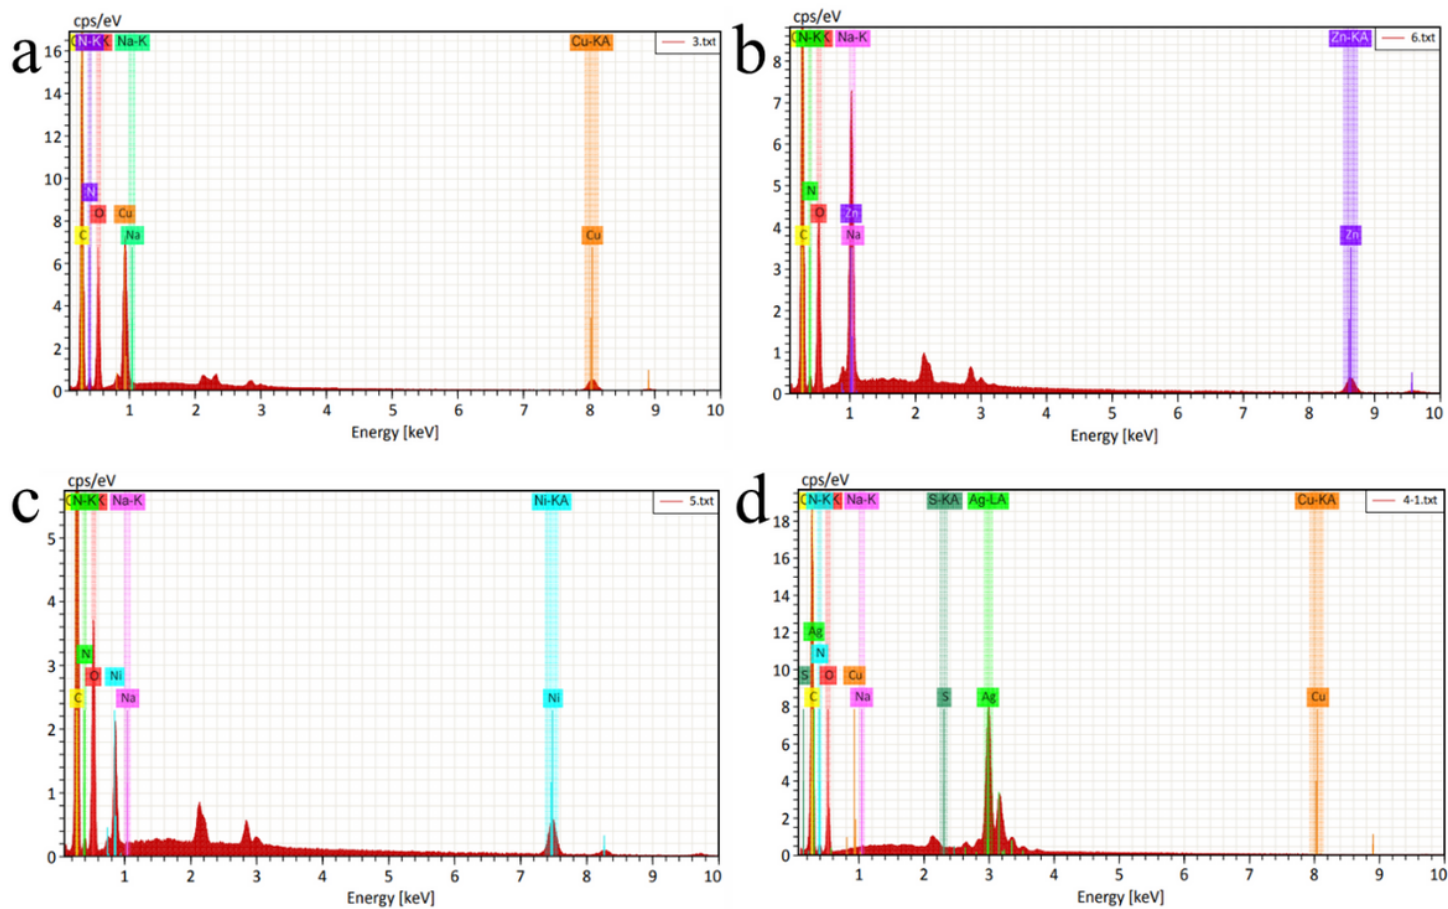 a
cps/eV
N-K Na-K Cu-KA
3.txt
16
14
12
10
8
6
4
2
0
N
O Cu
C Na Cu
1 2 3 4 5 6 7 8 9 10
Energy [keV]
b
cps/eV
N-K Na-K Zn-KA
6.txt
8
7
6
5
4
3
2
1
0
N
O Zn
C Na Zn
1 2 3 4 5 6 7 8 9 10
Energy [keV]
c
cps/eV
N-K Na-K Ni-KA
5.txt
5
4
3
2
1
0
N
O Ni
C Na Ni
1 2 3 4 5 6 7 8 9 10
Energy [keV]
d
cps/eV
N-K Na-K S-KA Ag-LA Cu-KA
4-1.txt
18
16
14
12
10
8
6
4
2
0
Ag
N
S O Cu
C Na S Ag Cu
1 2 3 4 5 6 7 8 9 10
Energy [keV]